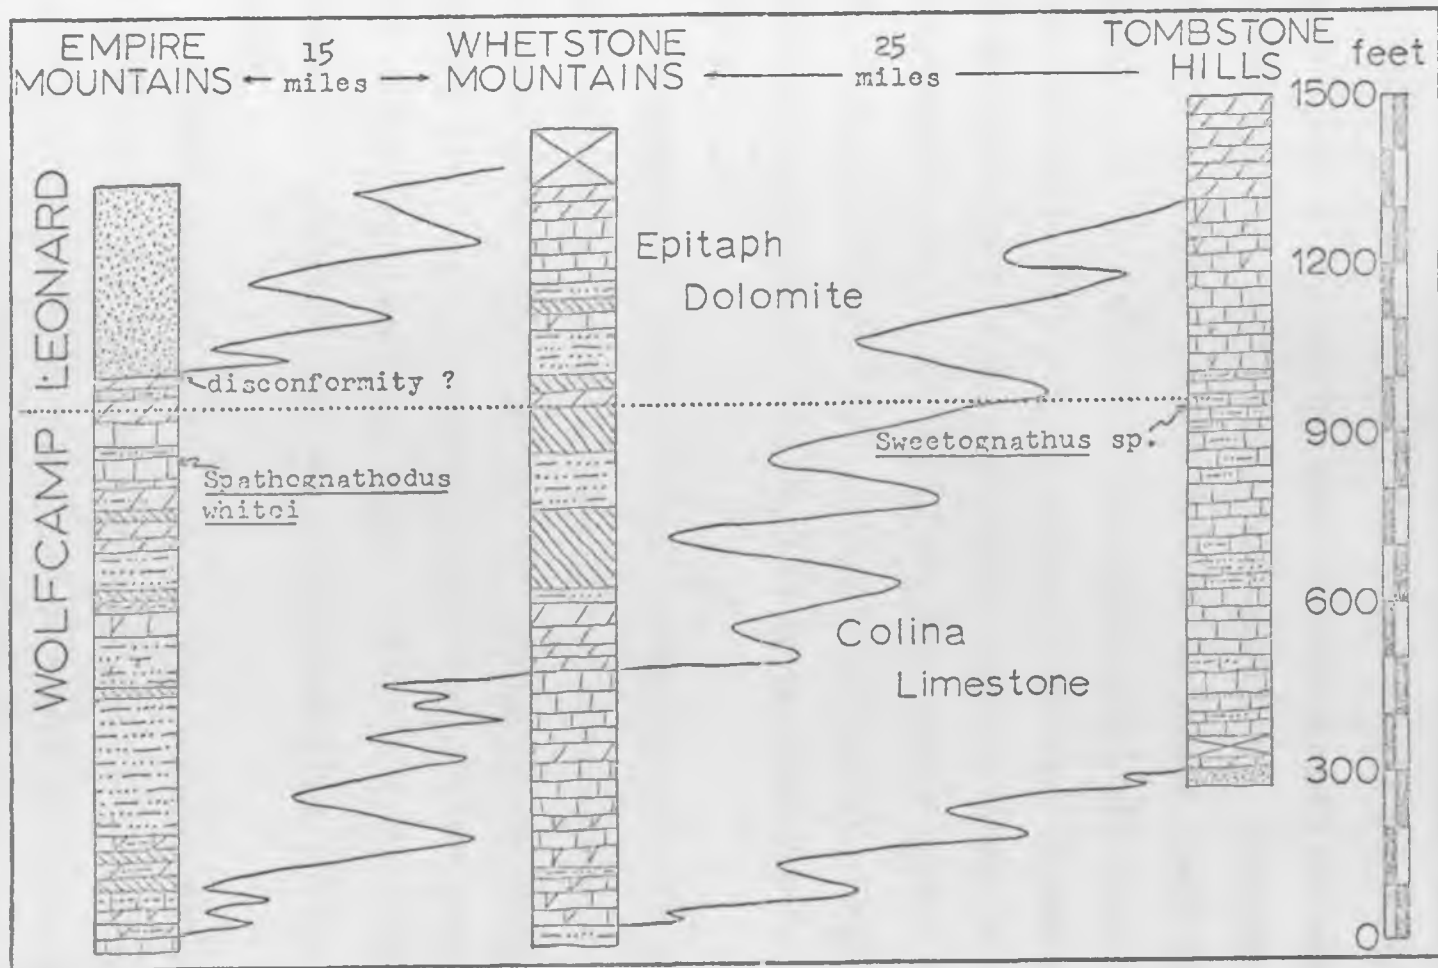 EMPIRE
MOUNTAINS
15
miles
WHETSTONE
MOUNTAINS
25
miles
TOMBSTONE
HILLS
feet
1500
1200
900
600
300
0
LEONARD
WOLFCAMP
Epitaph
Dolomite
disconformity ?
Sweetognathus sp.
Spathognathodus
whitei
Colina
Limestone